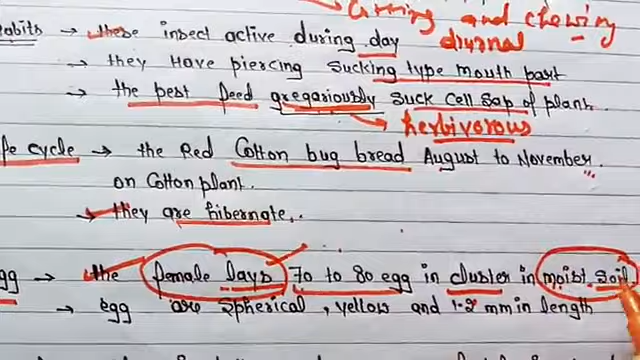 Cutting and chewing
abits → these insect active during day diurnal
→ they Have piercing sucking type mouth part
→ the pest feed gregariously suck cell sap of plant.
herbivorous
fe cycle → the Red Cotton bug bread August to November.
on Cotton plant.
→ they are hibernate.
gg → the female lays 70 to 80 egg in cluster in moist soil.
→ egg are spherical, yellow and 1-2 mm in length